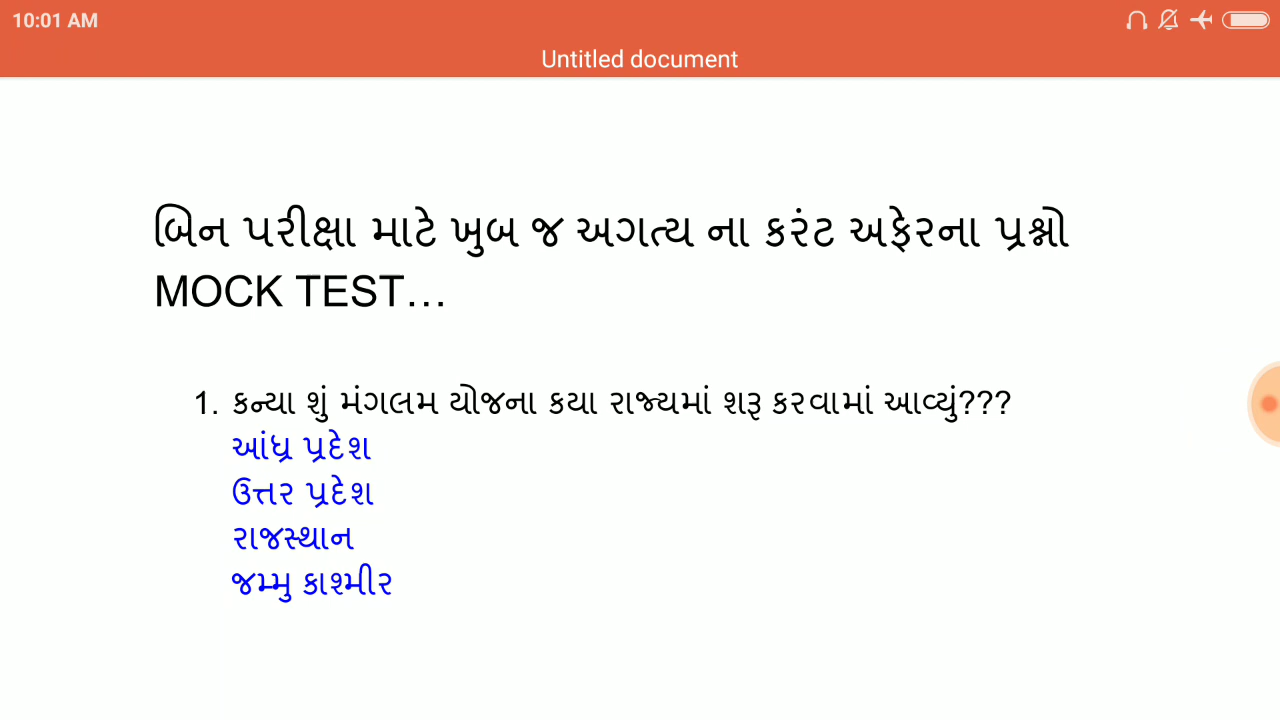 10:01 AM
Untitled document
બિન પરીક્ષા માટે ખુબ જ અગત્ય ના કરંટ અફેરના પ્રશ્નો
MOCK TEST...
1. કન્યા શું મંગલમ યોજના કયા રાજ્યમાં શરૂ કરવામાં આવ્યું???
આંધ્ર પ્રદેશ
ઉત્તર પ્રદેશ
રાજસ્થાન
જમ્મુ કાશ્મીર